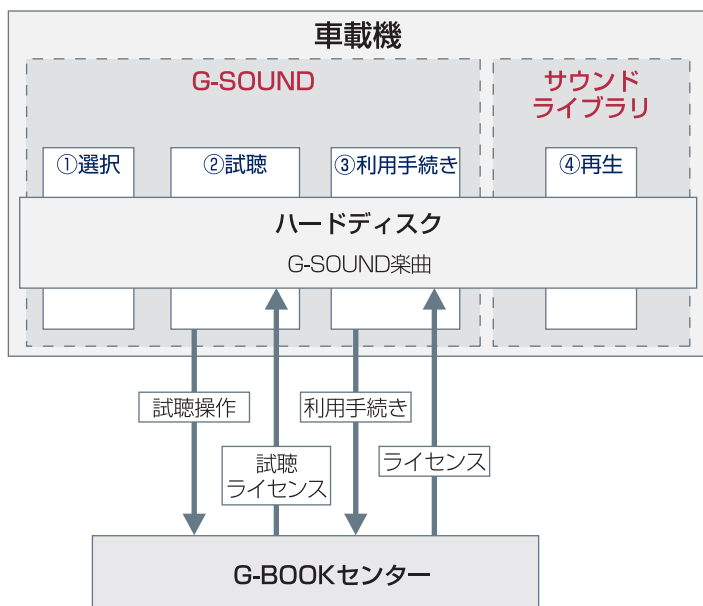 車載機
G-SOUND
サウンド
ライブラリ
①選択
②試聴
③利用手続き
④再生
ハードディスク
G-SOUND楽曲
試聴操作
利用手続き
試聴
ライセンス
ライセンス
G-BOOKセンター